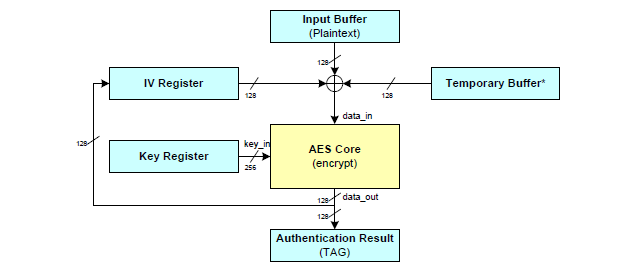 Input Buffer
(Plaintext)
128
IV Register
128
128
Temporary Buffer*
data_in
128
Key Register
key_in
256
AES Core
(encrypt)
128
data_out
128
Authentication Result
(TAG)